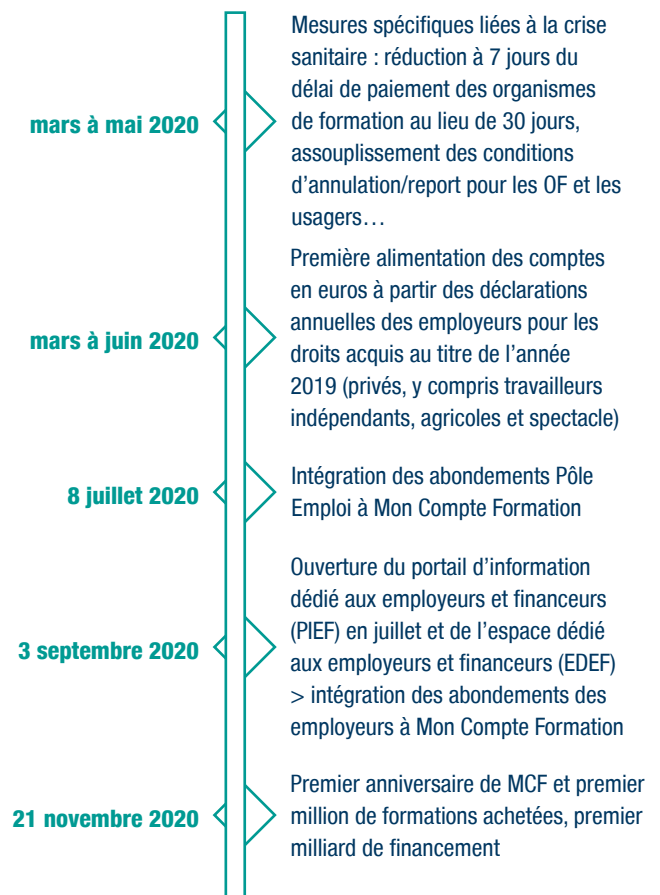 mars à mai 2020
Mesures spécifiques liées à la crise
sanitaire : réduction à 7 jours du
délai de paiement des organismes
de formation au lieu de 30 jours,
assouplissement des conditions
d’annulation/report pour les OF et les
usagers…
mars à juin 2020
Première alimentation des comptes
en euros à partir des déclarations
annuelles des employeurs pour les
droits acquis au titre de l’année
2019 (privés, y compris travailleurs
indépendants, agricoles et spectacle)
8 juillet 2020
Intégration des abondements Pôle
Emploi à Mon Compte Formation
3 septembre 2020
Ouverture du portail d’information
dédié aux employeurs et financeurs
(PIEF) en juillet et de l’espace dédié
aux employeurs et financeurs (EDEF)
> intégration des abondements des
employeurs à Mon Compte Formation
21 novembre 2020
Premier anniversaire de MCF et premier
million de formations achetées, premier
milliard de financement